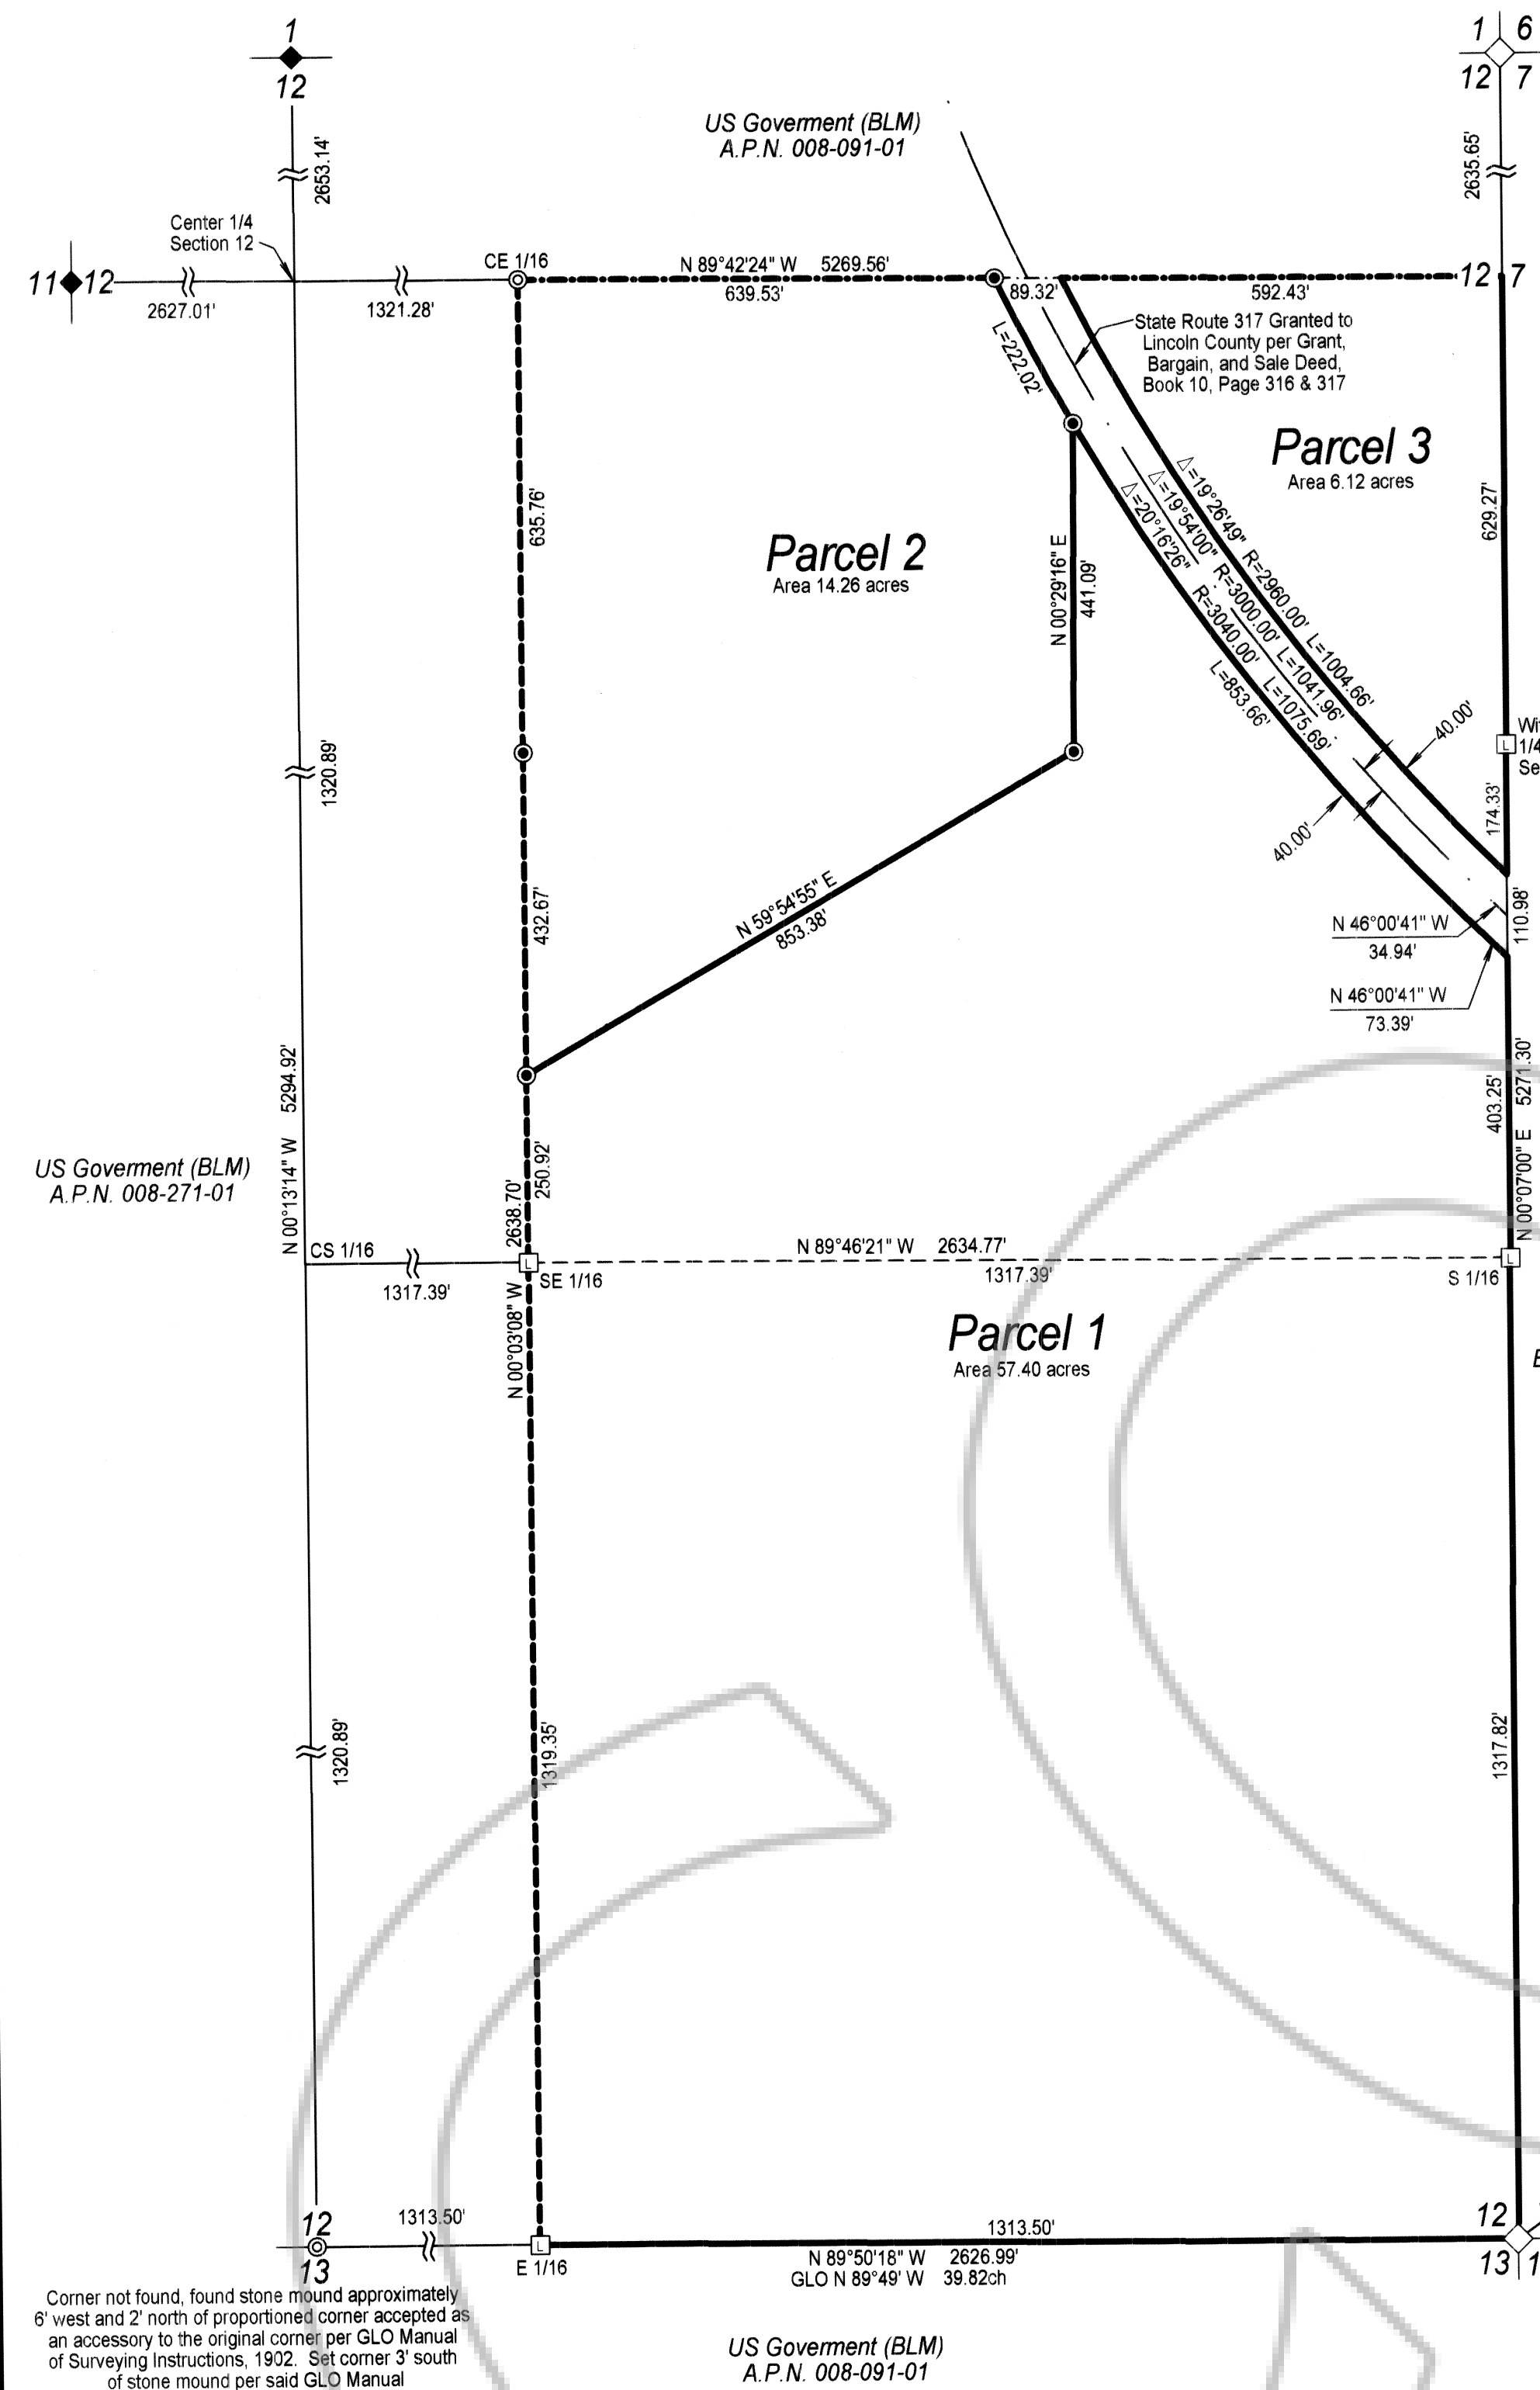 1
12
1 6
12 7
US Goverment (BLM)
A.P.N. 008-091-01
2653.14'
2635.65'
Center 1/4
Section 12
11 12
2627.01'
1321.28'
CE 1/16
N 89°42'24" W 5269.56'
639.53'
89.32'
592.43'
12 7
State Route 317 Granted to
Lincoln County per Grant,
Bargain, and Sale Deed,
Book 10, Page 316 & 317
L=222.02'
Parcel 3
Area 6.12 acres
635.76'
629.27'
Parcel 2
Area 14.26 acres
N 00°29'16" E
441.09'
△=19°26'49" R=2960.00' L=1004.66'
△=19°54'00" R=3000.00' L=1041.96'
△=20°16'26" R=3040.00' L=1075.69'
L=853.66'
40.00'
40.00'
L
1/4
1320.89'
174.33'
432.67'
N 59°54'55" E
853.38'
110.98'
N 46°00'41" W
34.94'
N 46°00'41" W
73.39'
N 00°13'14" W 5294.92'
403.25'
N 00°07'00" E 5271.30'
US Goverment (BLM)
A.P.N. 008-271-01
250.92'
N 00°03'08" W 2638.70'
CS 1/16
1317.39'
L
SE 1/16
N 89°46'21" W 2634.77'
1317.39'
S 1/16
L
Parcel 1
Area 57.40 acres
1320.89'
1319.35'
1317.82'
12
13
1313.50'
L
E 1/16
1313.50'
N 89°50'18" W 2626.99'
GLO N 89°49' W 39.82ch
12
13 1
Corner not found, found stone mound approximately
6' west and 2' north of proportioned corner accepted as
an accessory to the original corner per GLO Manual
of Surveying Instructions, 1902. Set corner 3' south
of stone mound per said GLO Manual
US Goverment (BLM)
A.P.N. 008-091-01